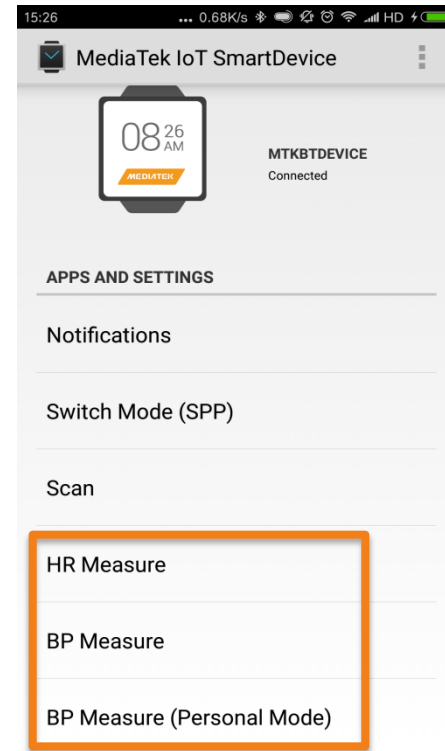 15:26 ... 0.68K/s HD
MediaTek IoT SmartDevice
08 26 AM
MEDIATEK
MTKBTDEVICE
Connected
APPS AND SETTINGS
Notifications
Switch Mode (SPP)
Scan
HR Measure
BP Measure
BP Measure (Personal Mode)